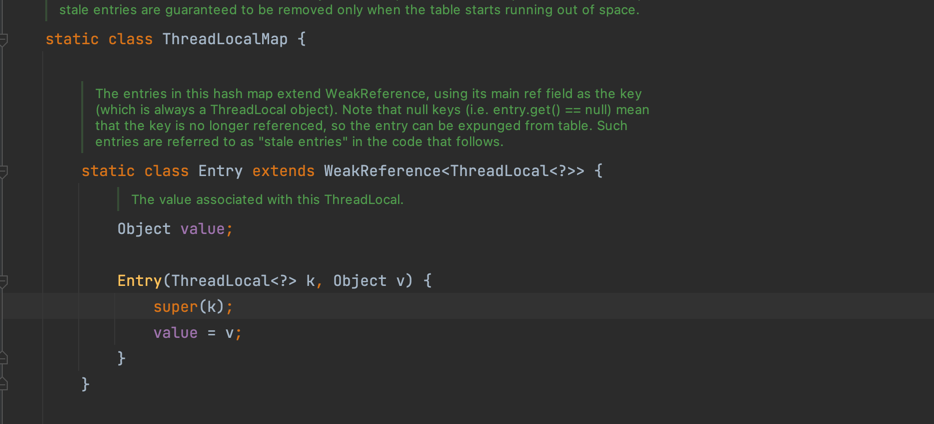 stale entries are guaranteed to be removed only when the table starts running out of space.
static class ThreadLocalMap {
The entries in this hash map extend WeakReference, using its main ref field as the key
(which is always a ThreadLocal object). Note that null keys (i.e. entry.get() == null) mean
that the key is no longer referenced, so the entry can be expunged from table. Such
entries are referred to as "stale entries" in the code that follows.
static class Entry extends WeakReference<ThreadLocal<?>> {
The value associated with this ThreadLocal.
Object value;
Entry(ThreadLocal<?> k, Object v) {
super(k);
value = v;
}
}